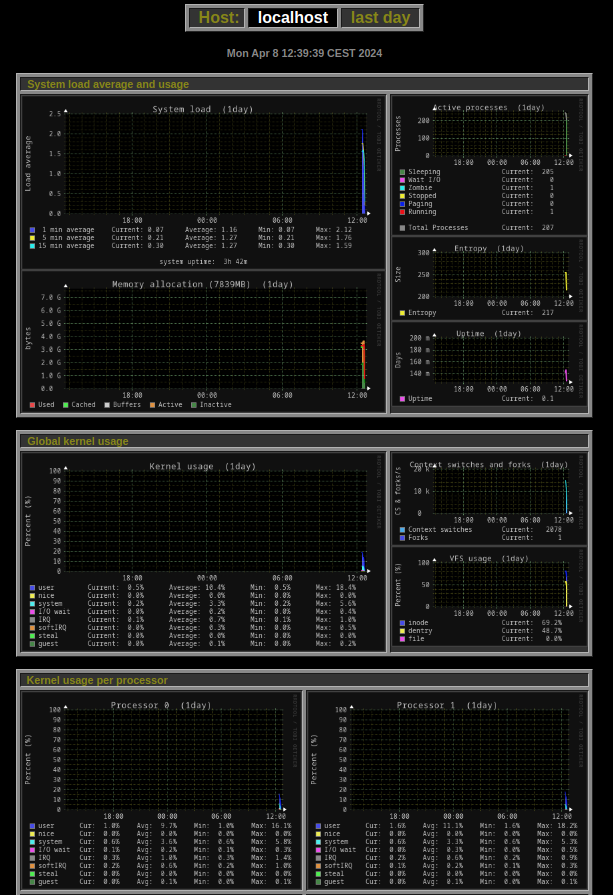 Host: localhost last day
Mon Apr 8 12:39:39 CEST 2024
System load average and usage
System load (1day)
Load average
2.5
2.0
1.5
1.0
0.5
0.0
18:00 00:00 06:00 12:00
1 min average Current: 0.07 Average: 1.16 Min: 0.07 Max: 2.12
5 min average Current: 0.21 Average: 1.27 Min: 0.21 Max: 1.76
15 min average Current: 0.30 Average: 1.27 Min: 0.30 Max: 1.59
system uptime: 3h 42m
Memory allocation (7839MB) (1day)
bytes
7.0 G
6.0 G
5.0 G
4.0 G
3.0 G
2.0 G
1.0 G
0.0
18:00 00:00 06:00 12:00
Used Cached Buffers Active Inactive
Active processes (1day)
Processes
200
100
0
18:00 00:00 06:00 12:00
Sleeping Current: 205
Wait I/O Current: 0
Zombie Current: 1
Stopped Current: 0
Paging Current: 0
Running Current: 1
Total Processes Current: 207
Entropy (1day)
Size
300
250
200
18:00 00:00 06:00 12:00
Entropy Current: 217
Uptime (1day)
Days
200 m
180 m
160 m
140 m
18:00 00:00 06:00 12:00
Uptime Current: 0.1
Global kernel usage
Kernel usage (1day)
Percent (%)
100
90
80
70
60
50
40
30
20
10
0
18:00 00:00 06:00 12:00
user Current: 0.5% Average: 10.4% Min: 0.5% Max: 18.4%
nice Current: 0.0% Average: 0.0% Min: 0.0% Max: 0.0%
system Current: 0.2% Average: 3.3% Min: 0.2% Max: 5.6%
I/O wait Current: 0.0% Average: 0.2% Min: 0.0% Max: 0.4%
IRQ Current: 0.1% Average: 0.7% Min: 0.1% Max: 1.0%
softIRQ Current: 0.0% Average: 0.3% Min: 0.0% Max: 0.5%
steal Current: 0.0% Average: 0.0% Min: 0.0% Max: 0.0%
guest Current: 0.0% Average: 0.1% Min: 0.0% Max: 0.2%
Context switches and forks (1day)
CS & forks/s
20 k
10 k
0
18:00 00:00 06:00 12:00
Context switches Current: 2078
Forks Current: 1
VFS usage (1day)
Percent (%)
100
50
0
18:00 00:00 06:00 12:00
inode Current: 69.2%
dentry Current: 48.7%
file Current: 0.0%
Kernel usage per processor
Processor 0 (1day)
Percent (%)
100
90
80
70
60
50
40
30
20
10
0
18:00 00:00 06:00 12:00
user Cur: 1.0% Avg: 9.7% Min: 1.0% Max: 16.1%
nice Cur: 0.0% Avg: 0.0% Min: 0.0% Max: 0.0%
system Cur: 0.6% Avg: 3.6% Min: 0.6% Max: 5.8%
I/O wait Cur: 0.1% Avg: 0.2% Min: 0.1% Max: 0.3%
IRQ Cur: 0.3% Avg: 1.0% Min: 0.3% Max: 1.4%
softIRQ Cur: 0.2% Avg: 0.6% Min: 0.2% Max: 1.0%
steal Cur: 0.0% Avg: 0.0% Min: 0.0% Max: 0.0%
guest Cur: 0.0% Avg: 0.1% Min: 0.0% Max: 0.1%
Processor 1 (1day)
Percent (%)
100
90
80
70
60
50
40
30
20
10
0
18:00 00:00 06:00 12:00
user Cur: 1.6% Avg: 11.1% Min: 1.6% Max: 18.2%
nice Cur: 0.0% Avg: 0.0% Min: 0.0% Max: 0.0%
system Cur: 0.6% Avg: 3.3% Min: 0.6% Max: 5.3%
I/O wait Cur: 0.0% Avg: 0.3% Min: 0.0% Max: 0.5%
IRQ Cur: 0.2% Avg: 0.6% Min: 0.2% Max: 0.9%
softIRQ Cur: 0.1% Avg: 0.2% Min: 0.1% Max: 0.3%
steal Cur: 0.0% Avg: 0.0% Min: 0.0% Max: 0.0%
guest Cur: 0.0% Avg: 0.1% Min: 0.0% Max: 0.1%